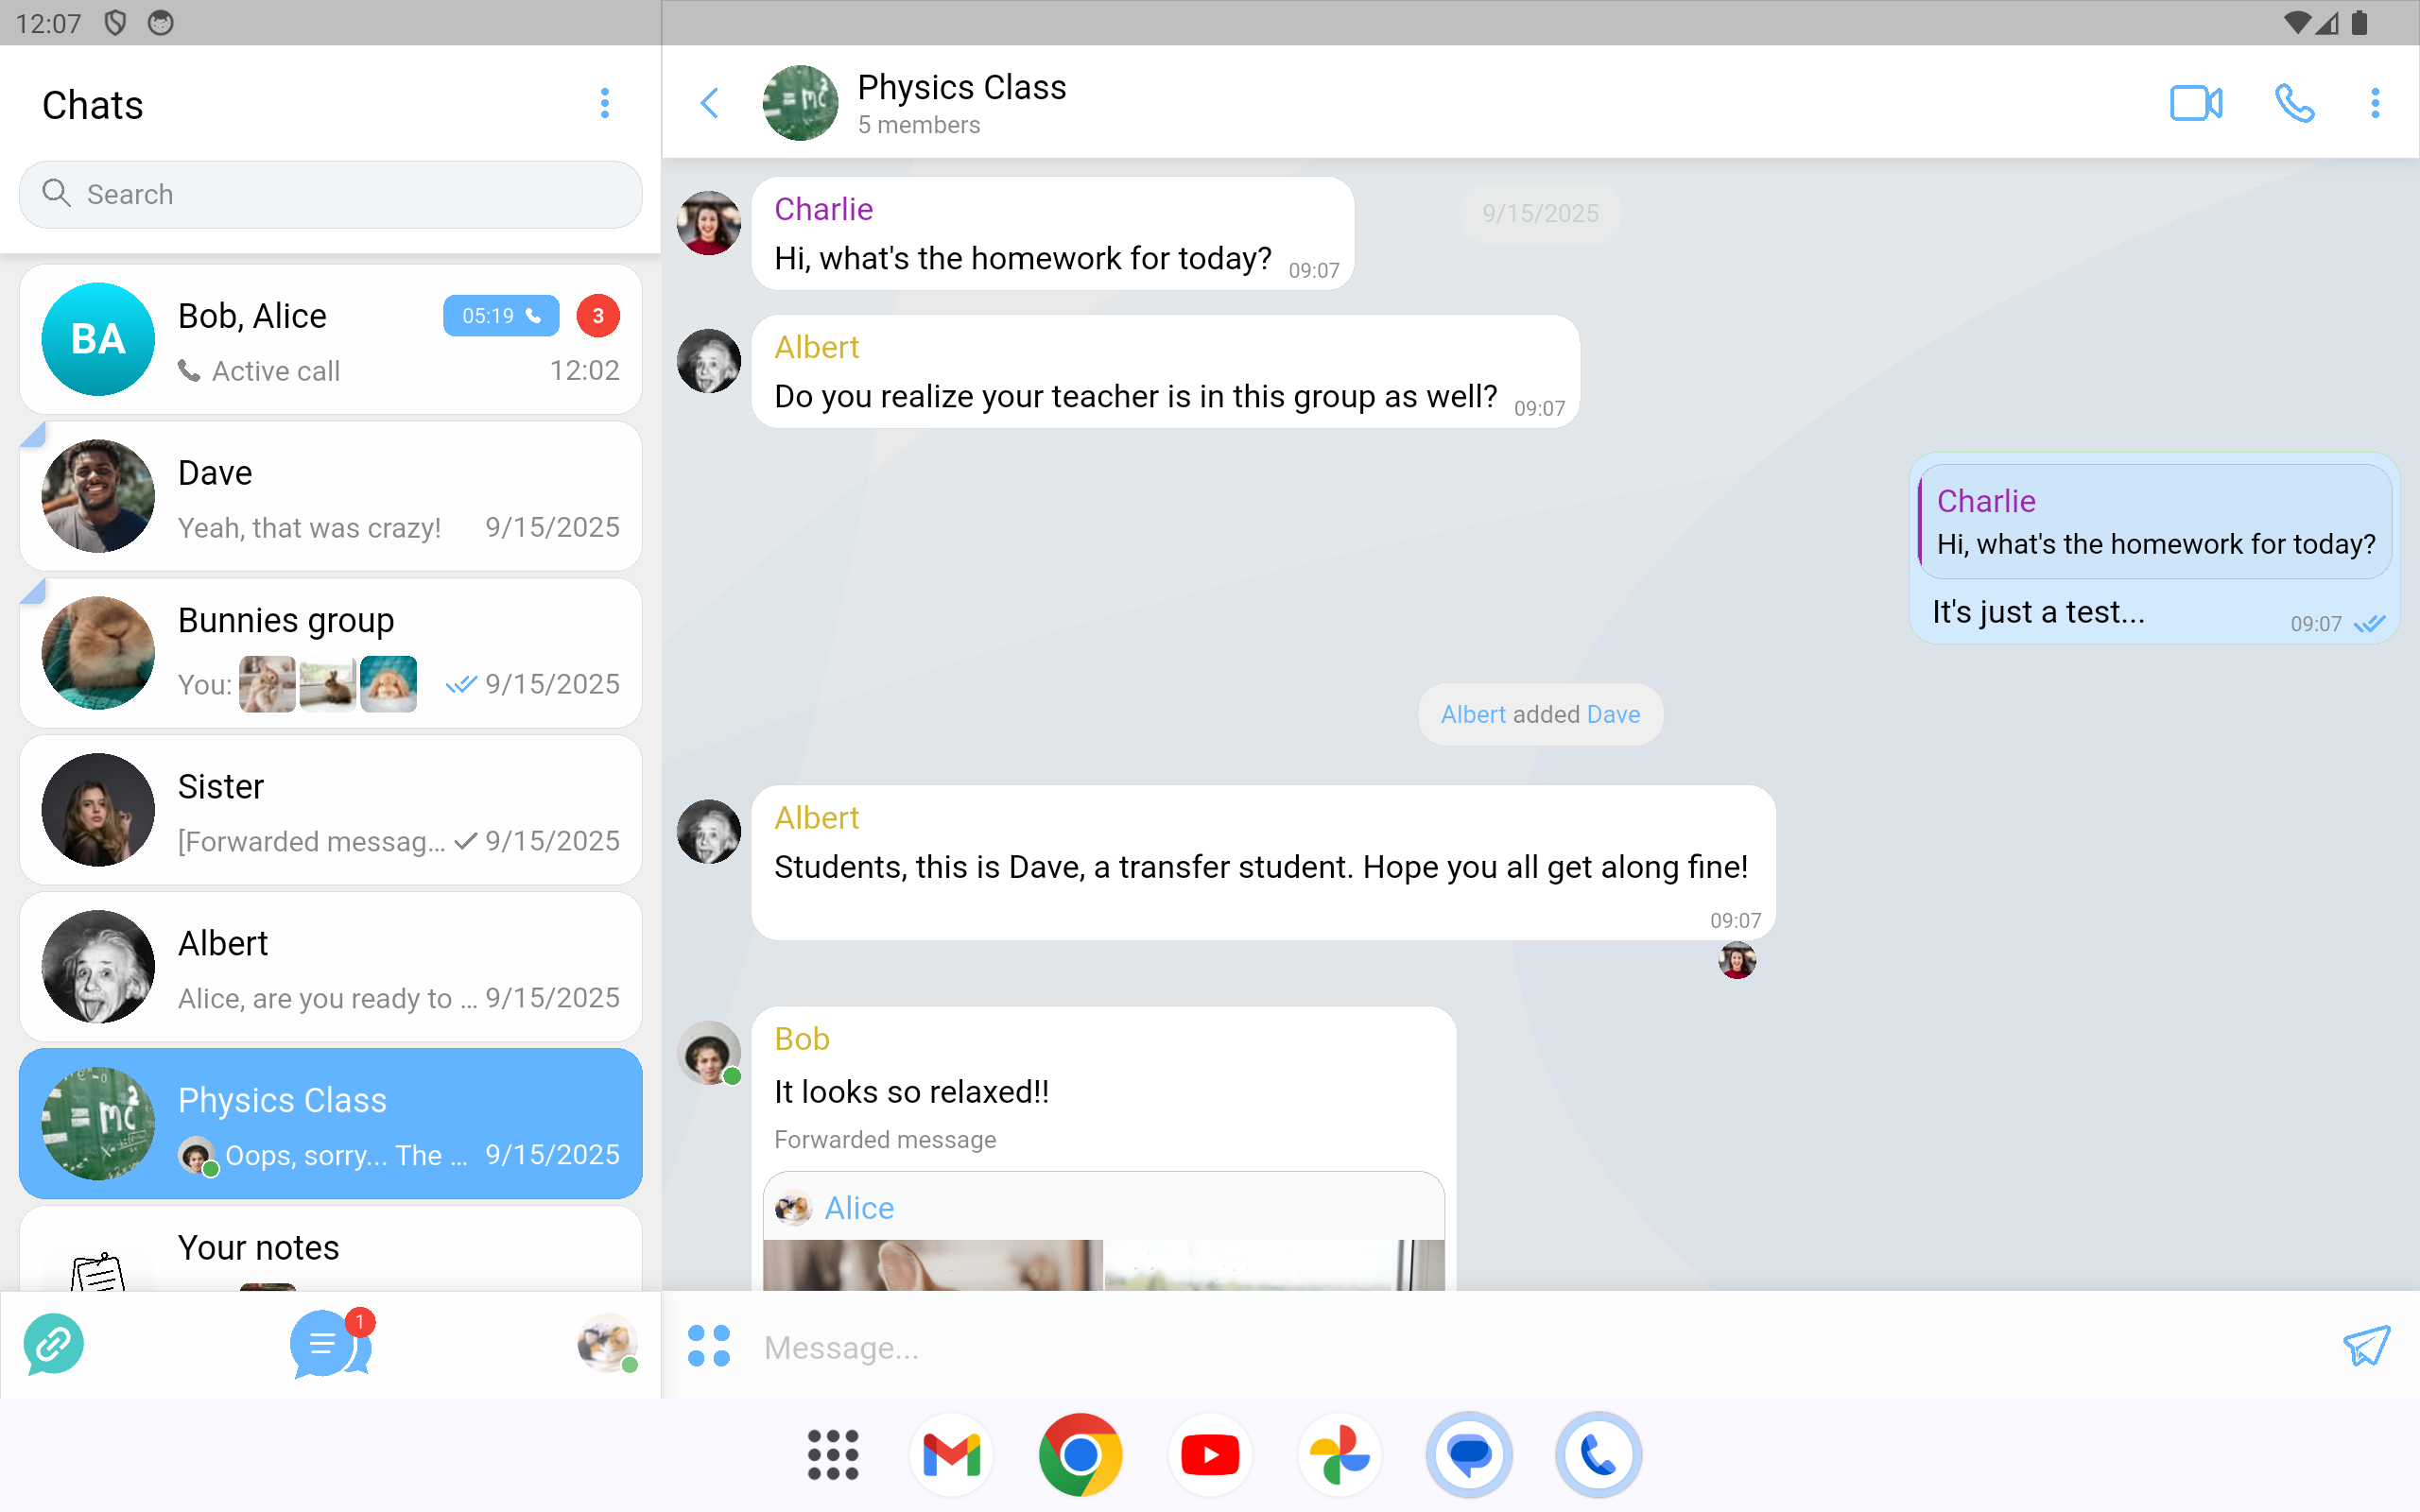 12:07
Chats
Search
BA
Bob, Alice
05:19
3
Active call
12:02
Dave
Yeah, that was crazy!
9/15/2025
Bunnies group
You:
9/15/2025
Sister
[Forwarded messag...
9/15/2025
Albert
Alice, are you ready to ...
9/15/2025
Physics Class
Oops, sorry... The ...
9/15/2025
Your notes
1
Physics Class
5 members
9/15/2025
Charlie
Hi, what's the homework for today?
09:07
Albert
Do you realize your teacher is in this group as well?
09:07
Charlie
Hi, what's the homework for today?
It's just a test...
09:07
Albert added Dave
Albert
Students, this is Dave, a transfer student. Hope you all get along fine!
09:07
Bob
It looks so relaxed!!
Forwarded message
Alice
Message...